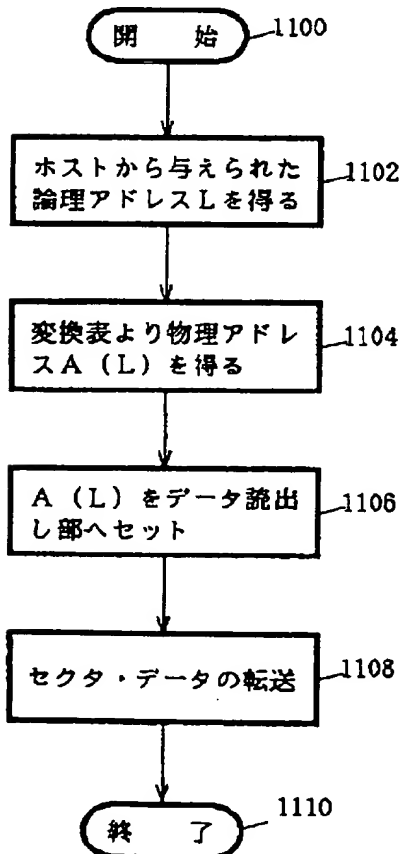 開　始
1100
ホストから与えられた
論理アドレスLを得る
1102
変換表より物理アドレ
スA（L）を得る
1104
A（L）をデータ読出
し部へセット
1106
セクタ・データの転送
1108
終　了
1110